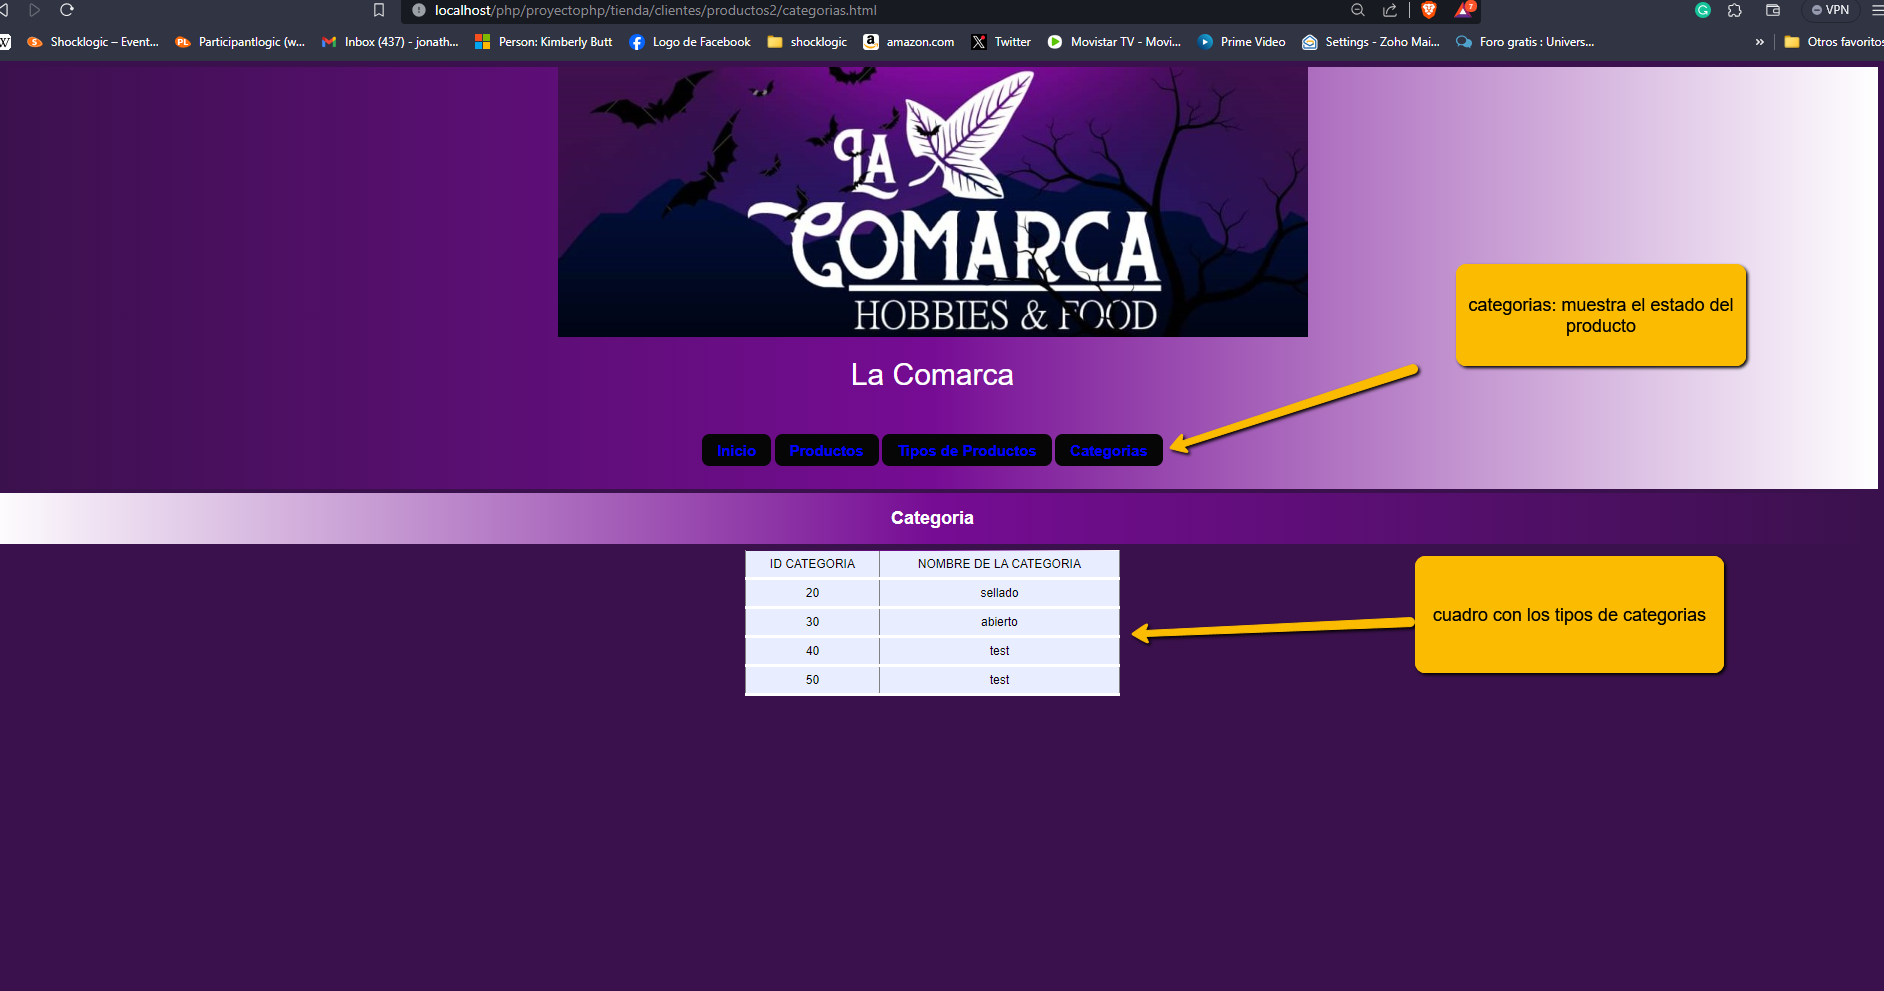 localhost/php/proyectophp/tienda/clientes/productos2/categorias.html
7
VPN
W
Shocklogic – Event...
Participantlogic (w...
Inbox (437) - jonath...
Person: Kimberly Butt
Logo de Facebook
shocklogic
amazon.com
Twitter
Movistar TV - Movi...
Prime Video
Settings - Zoho Mai...
Foro gratis : Univers...
»
Otros favoritos
LA
COMARCA
HOBBIES & FOOD
categorias: muestra el estado del
producto
La Comarca
Inicio
Productos
Tipos de Productos
Categorias
Categoria
ID CATEGORIA NOMBRE DE LA CATEGORIA
20 sellado
30 abierto
40 test
50 test
cuadro con los tipos de categorias